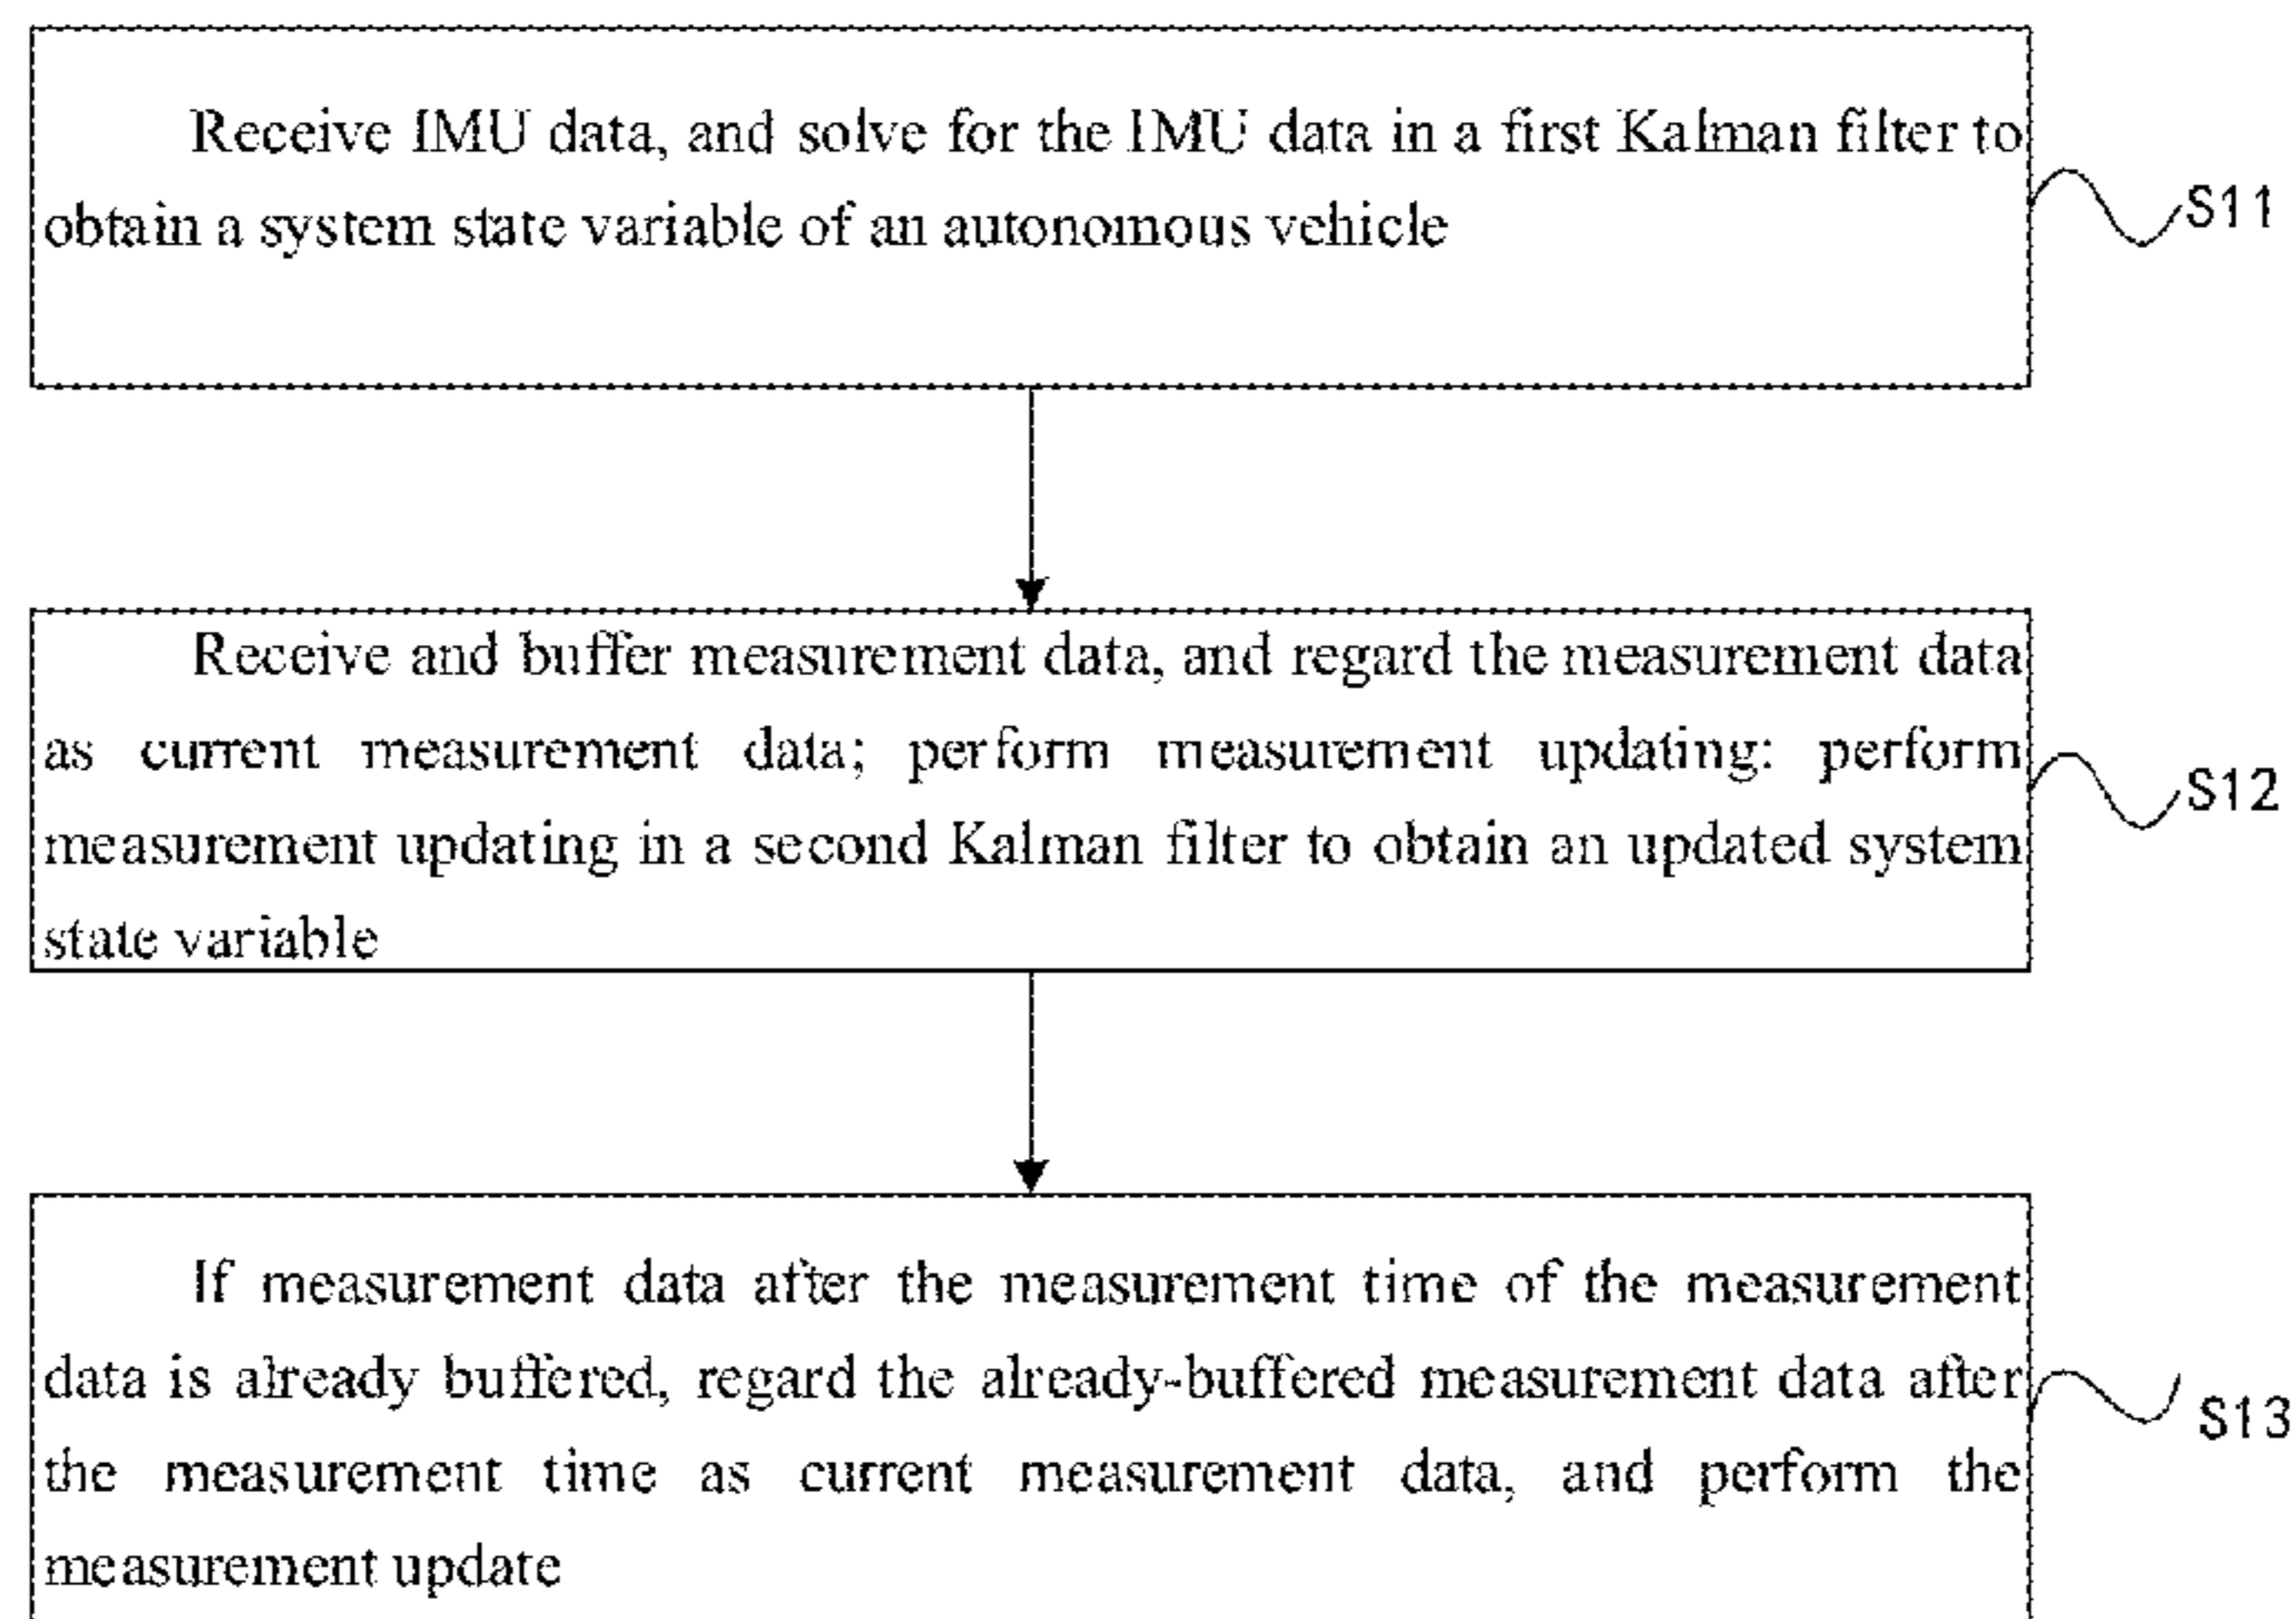 Receive IMU data, and solve for the IMU data in a first Kalman filter to
obtain a system state variable of an autonomous vehicle
S11
Receive and buffer measurement data, and regard the measurement data
as current measurement data; perform measurement updating: perform
measurement updating in a second Kalman filter to obtain an updated system
state variable
S12
If measurement data after the measurement time of the measurement
data is already buffered, regard the already-buffered measurement data after
the measurement time as current measurement data, and perform the
measurement update
S13